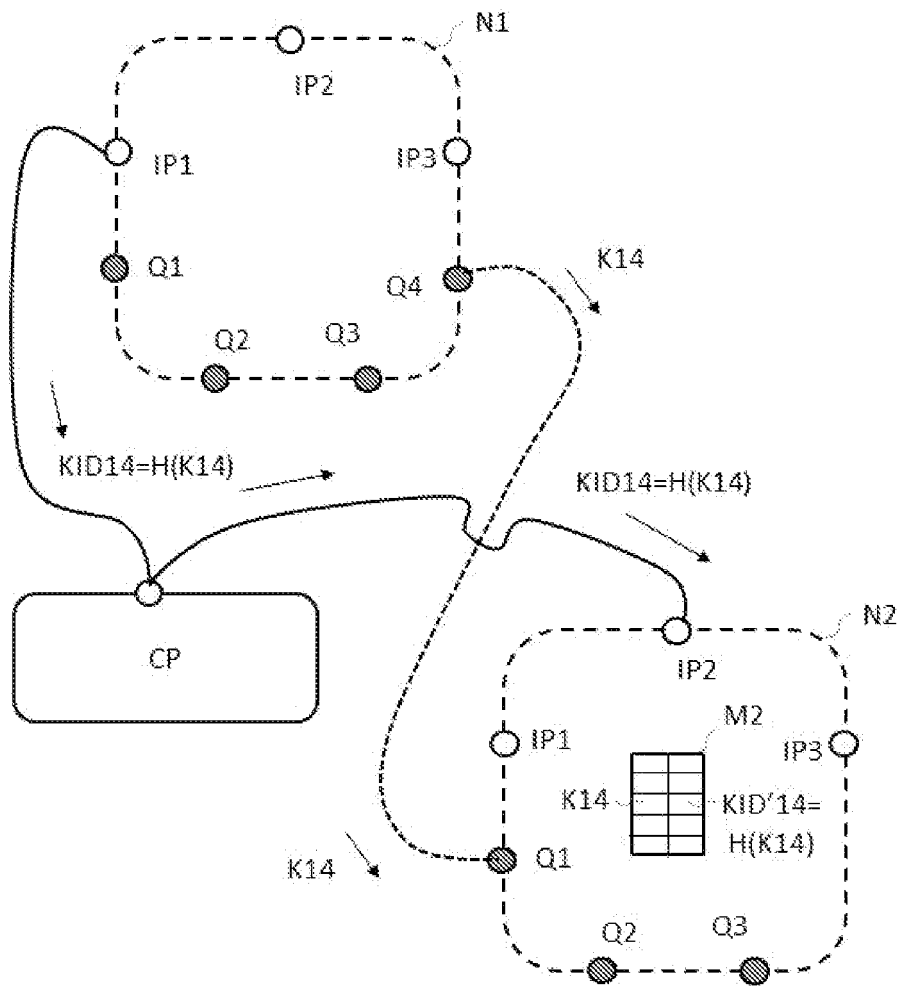 N1
IP2
IP1
IP3
Q1
K14
Q4
Q2
Q3
KID14=H(K14)
KID14=H(K14)
N2
CP
IP2
M2
IP1
IP3
K14
KID'14=
H(K14)
K14
Q1
Q2
Q3